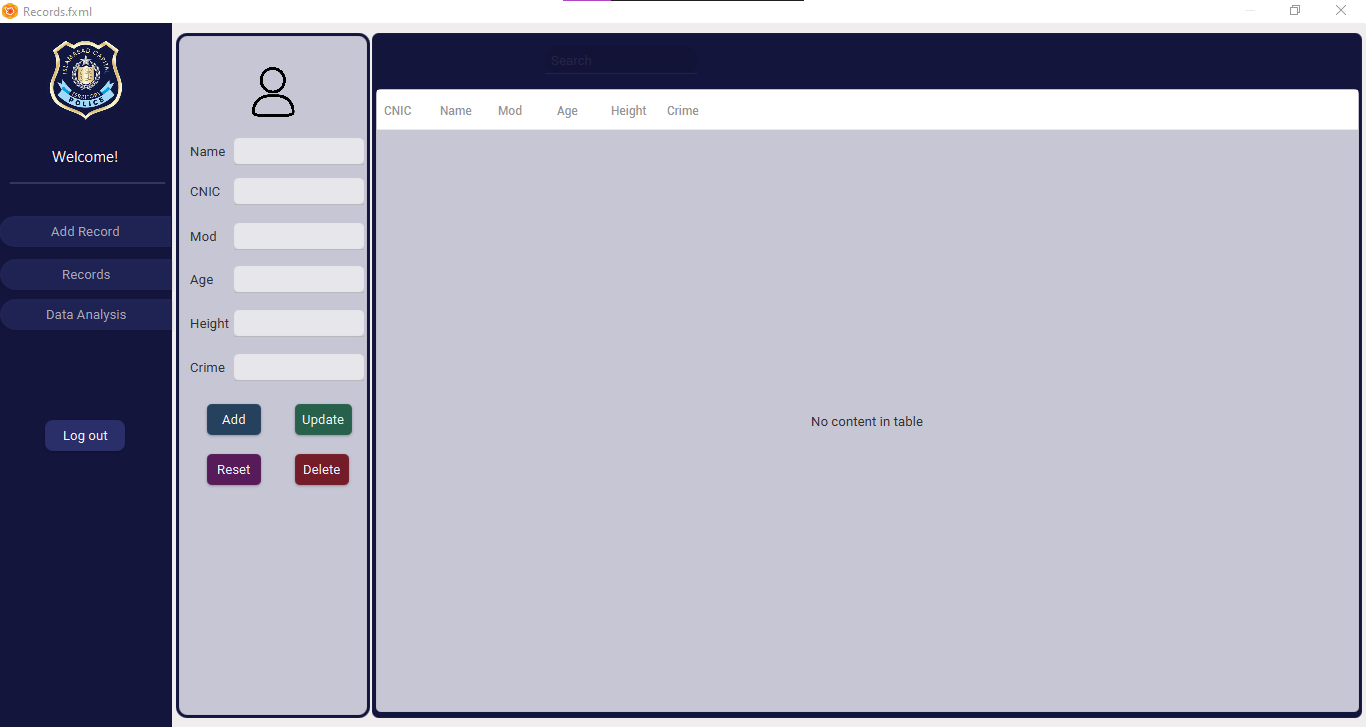 Records.fxml
ISLAMABAD CAPITAL
TERRITORY
POLICE
Welcome!
Add Record
Records
Data Analysis
Log out
Name
CNIC
Mod
Age
Height
Crime
Add
Update
Reset
Delete
Search
CNIC Name Mod Age Height Crime
No content in table